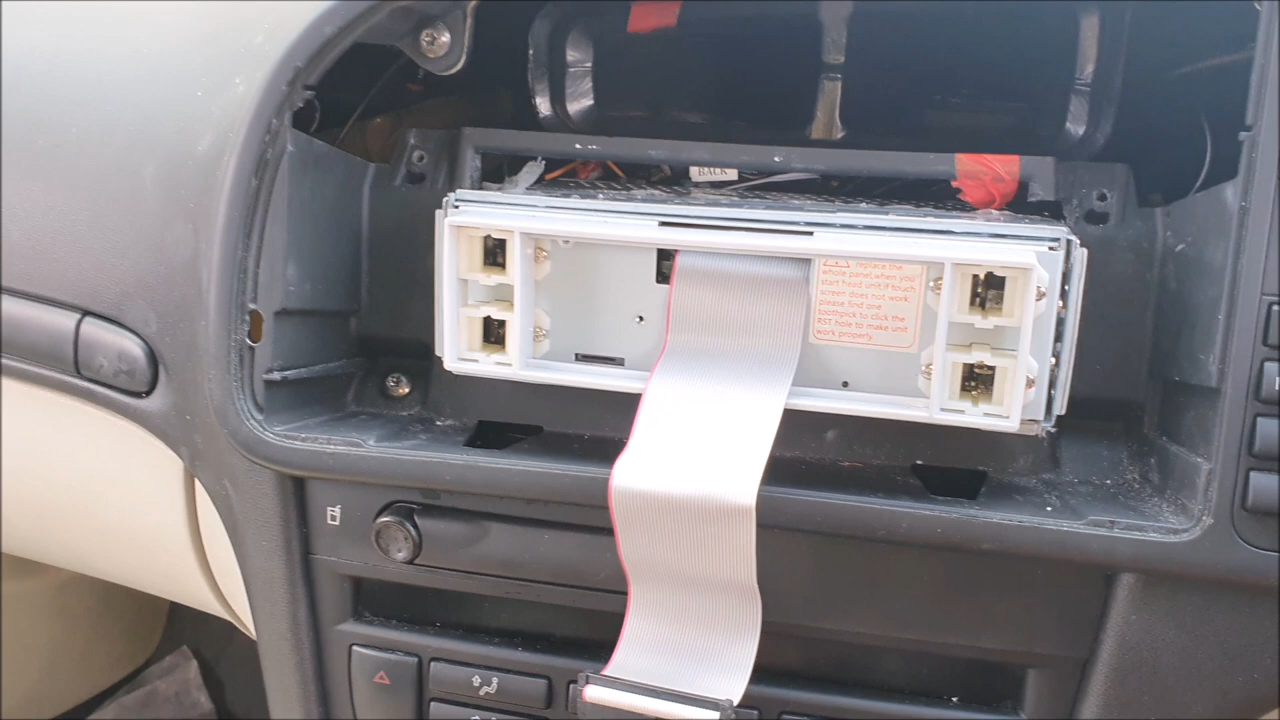 BACK
replace the
whole panel,when you
start head unit,if touch
screen does not work,
please find one
toothpick to click the
RST hole to make unit
work properly.